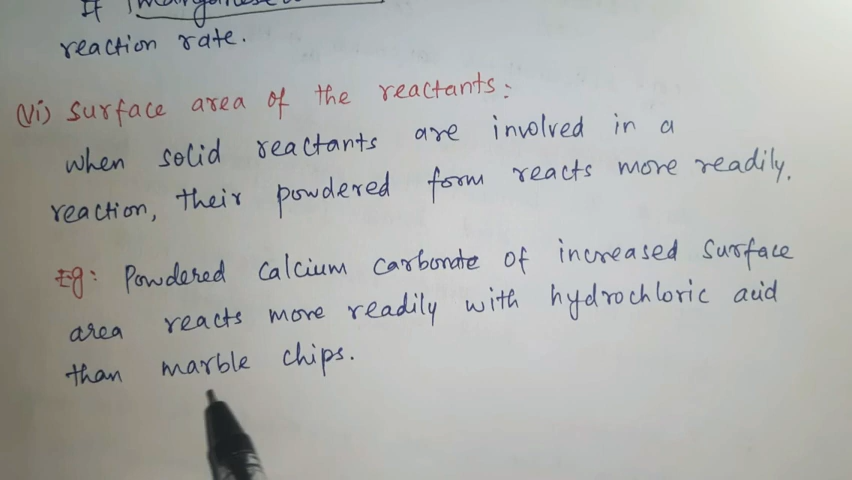 If
reaction rate.
(vi) Surface area of the reactants:
when solid reactants are involved in a
reaction, their powdered form reacts more readily.
Eg: Powdered calcium carbonate of increased surface
area reacts more readily with hydrochloric acid
than marble chips.